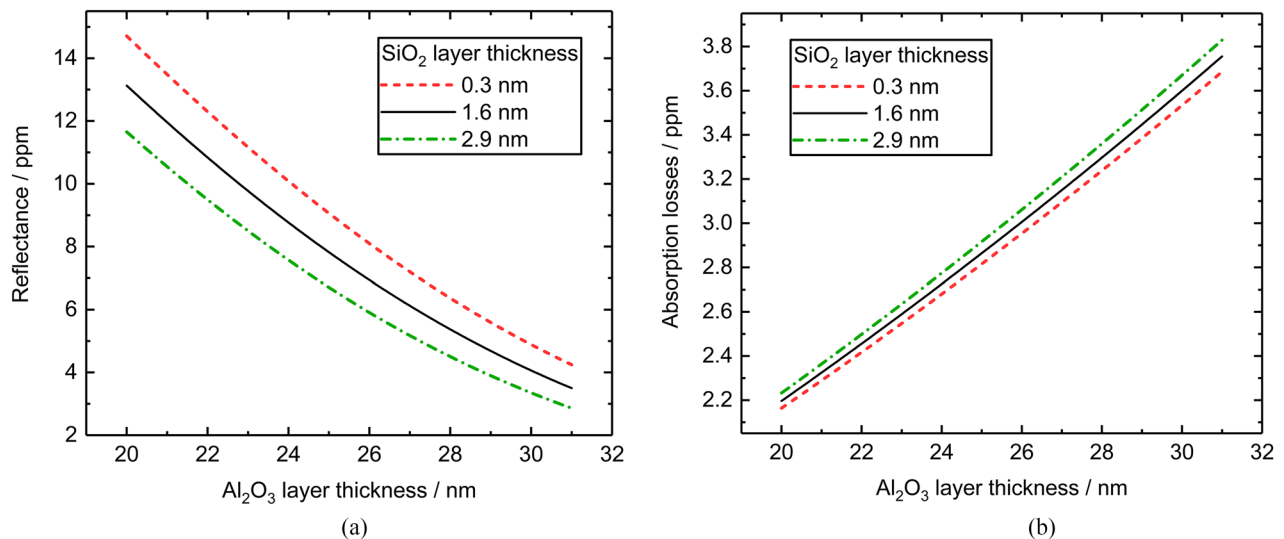 14
12
10
8
6
4
2
20 22 24 26 28 30 32
Reflectance / ppm
Al2O3 layer thickness / nm
SiO2 layer thickness
0.3 nm
1.6 nm
2.9 nm
(a)
3.8
3.6
3.4
3.2
3.0
2.8
2.6
2.4
2.2
20 22 24 26 28 30 32
Absorption losses / ppm
Al2O3 layer thickness / nm
SiO2 layer thickness
0.3 nm
1.6 nm
2.9 nm
(b)